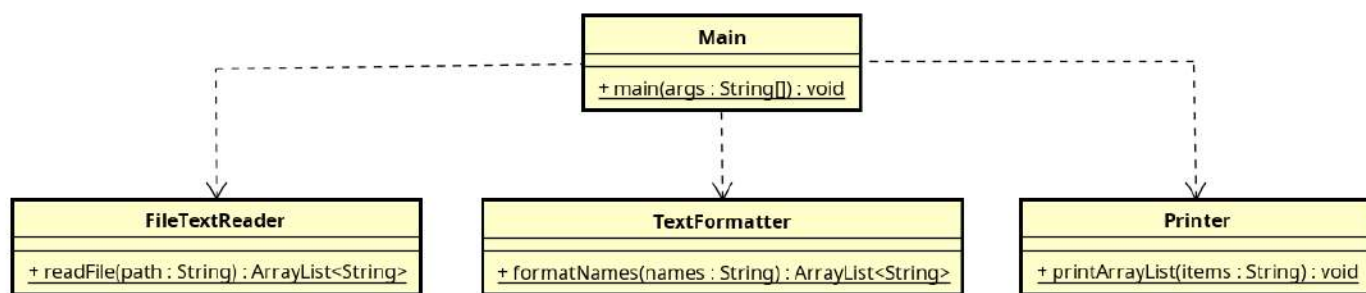 Main
+ main(args : String[]) : void
FileTextReader
+ readFile(path : String) : ArrayList<String>
TextFormatter
+ formatNames(names : String) : ArrayList<String>
Printer
+ printArrayList(items : String) : void